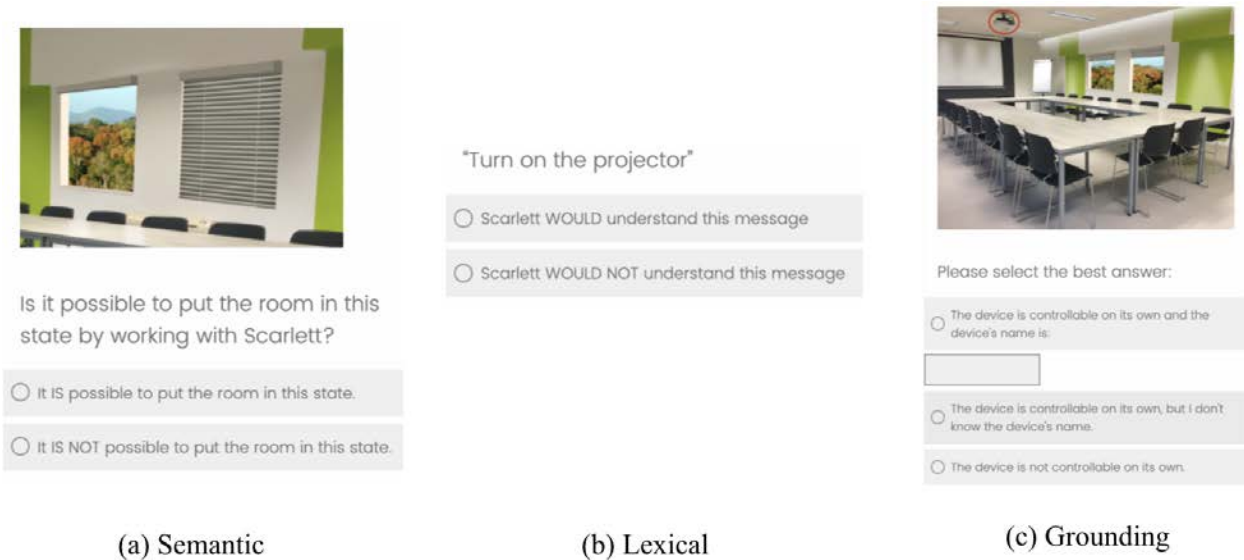 Is it possible to put the room in this
state by working with Scarlett?
It IS possible to put the room in this state.
It IS NOT possible to put the room in this state.
(a) Semantic
“Turn on the projector”
Scarlett WOULD understand this message
Scarlett WOULD NOT understand this message
(b) Lexical
Please select the best answer:
The device is controllable on its own and the
device's name is:
The device is controllable on its own, but I don't
know the device's name.
The device is not controllable on its own.
(c) Grounding